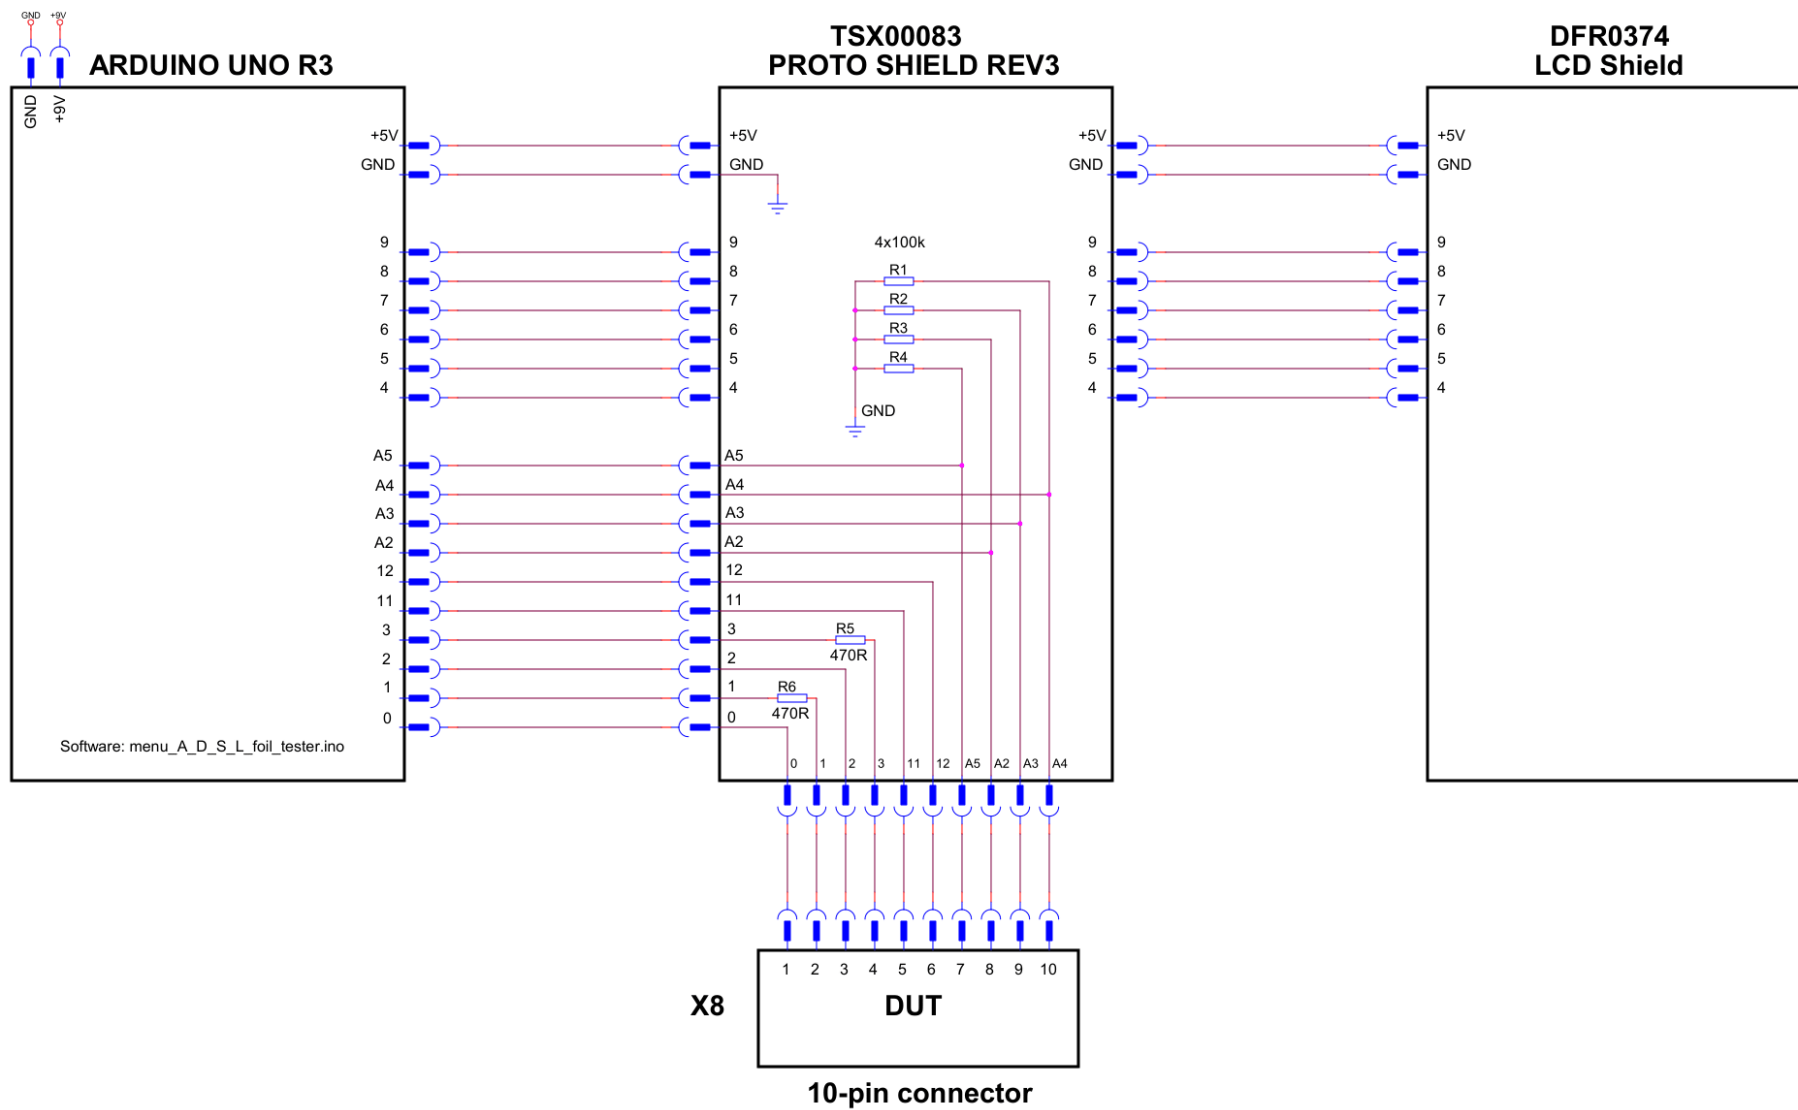 GND +9V
TSX00083
DFR0374
ARDUINO UNO R3
PROTO SHIELD REV3
LCD Shield
GND +9V
+5V +5V +5V +5V
GND GND GND GND
9 9 4x100k 9 9
8 8 R1 8 8
7 7 R2 7 7
6 6 R3 6 6
5 5 R4 5 5
4 4 4 4
GND
A5 A5
A4 A4
A3 A3
A2 A2
12 12
11 11
3 3 R5
470R
2 2
1 1 R6
470R
0 0
Software: menu_A_D_S_L_foil_tester.ino
0 1 2 3 11 12 A5 A2 A3 A4
1 2 3 4 5 6 7 8 9 10
X8 DUT
10-pin connector